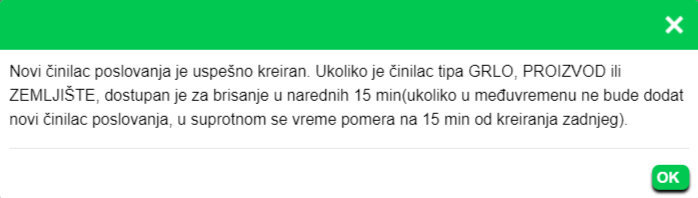 Novi činilac poslovanja je uspešno kreiran. Ukoliko je činilac tipa GRLO, PROIZVOD ili
ZEMLJIŠTE, dostupan je za brisanje u narednih 15 min(ukoliko u međuvremenu ne bude dodat
novi činilac poslovanja, u suprotnom se vreme pomera na 15 min od kreiranja zadnjeg).
OK